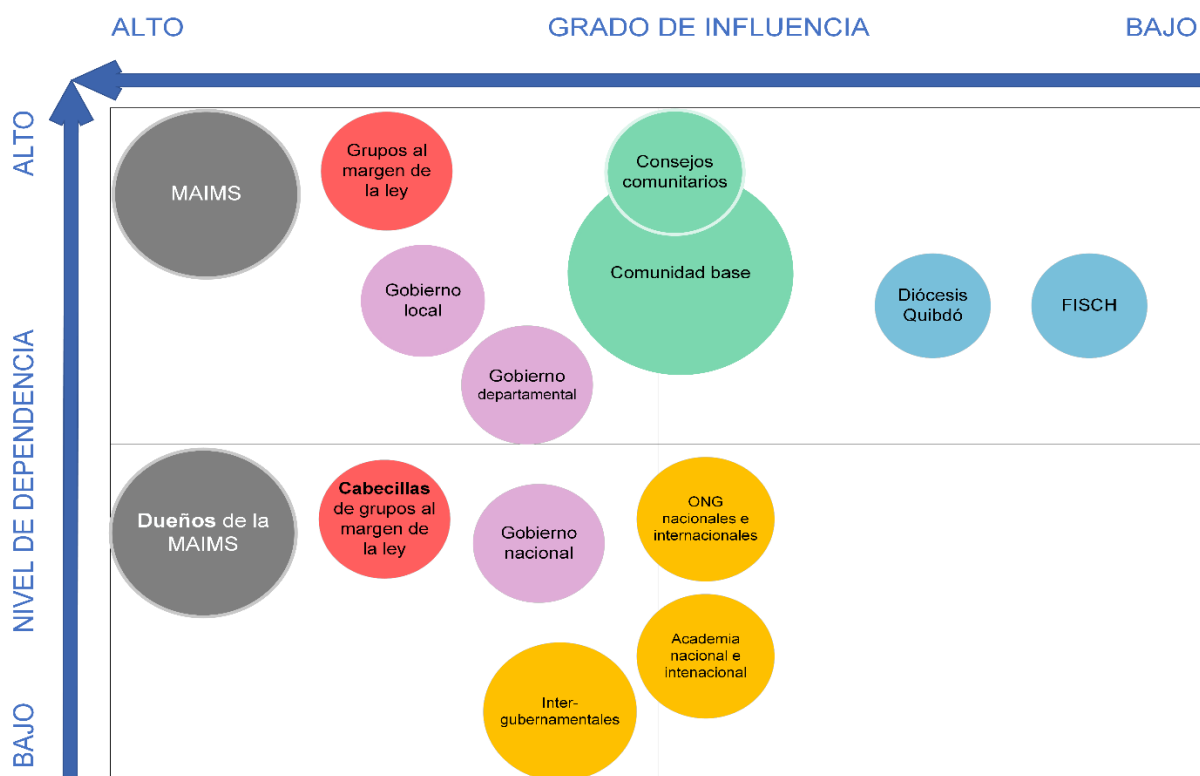 ALTO
GRADO DE INFLUENCIA
BAJO
ALTO
NIVEL DE DEPENDENCIA
BAJO
MAIMS
Grupos al
margen de
la ley
Consejos
comunitarios
Comunidad base
Gobierno
local
Diócesis
Quibdó
FISCH
Gobierno
departamental
Dueños de la
MAIMS
Cabecillas
de grupos al
margen de
la ley
Gobierno
nacional
ONG
nacionales e
internacionales
Academia
nacional e
intenacional
Inter-
gubernamentales